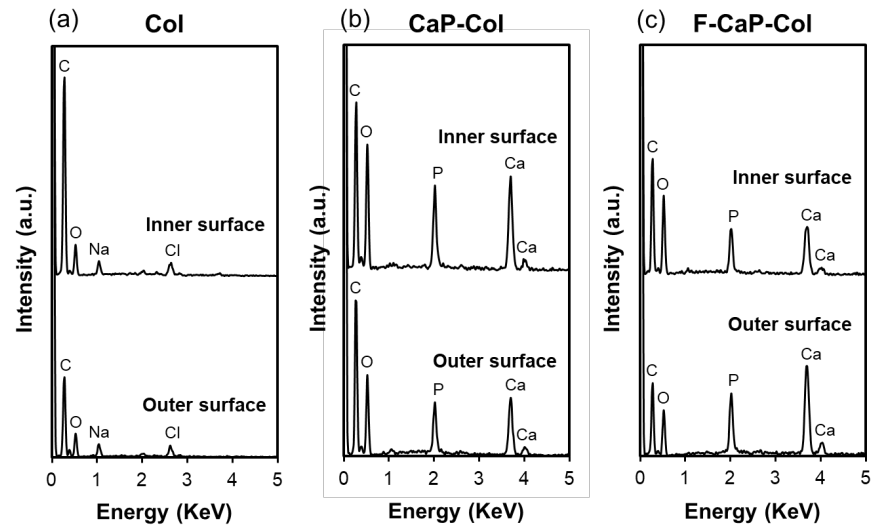 (a) Col
C
O
Na
Cl
Inner surface
C
O
Na
Cl
Outer surface
Intensity (a.u.)
0 1 2 3 4 5
Energy (KeV)
(b) CaP-Col
C
O
P
Ca
Ca
Inner surface
C
O
P
Ca
Ca
Outer surface
Intensity (a.u.)
0 1 2 3 4 5
Energy (KeV)
(c) F-CaP-Col
C
O
P
Ca
Ca
Inner surface
C
O
P
Ca
Ca
Outer surface
Intensity (a.u.)
0 1 2 3 4 5
Energy (KeV)